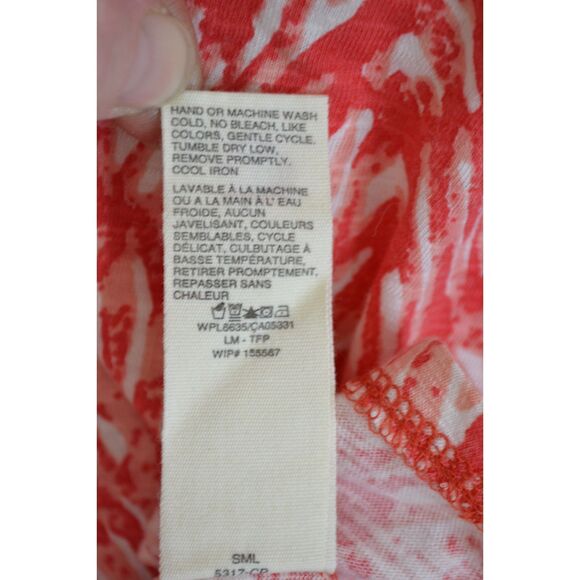 HAND OR MACHINE WASH
COLD, NO BLEACH, LIKE
COLORS, GENTLE CYCLE,
TUMBLE DRY LOW,
REMOVE PROMPTLY.
COOL IRON
LAVABLE À LA MACHINE
OU À LA MAIN À L' EAU
FROIDE, AUCUN
JAVELISANT, COULEURS
SEMBLABLES, CYCLE
DÉLICAT, CULBUTAGE À
BASSE TEMPÉRATURE,
RETIRER PROMPTEMENT.
REPASSER SANS
CHALEUR
WPL8635/CA05331
LM - TFP
WIP# 155567
SML
5317-CP